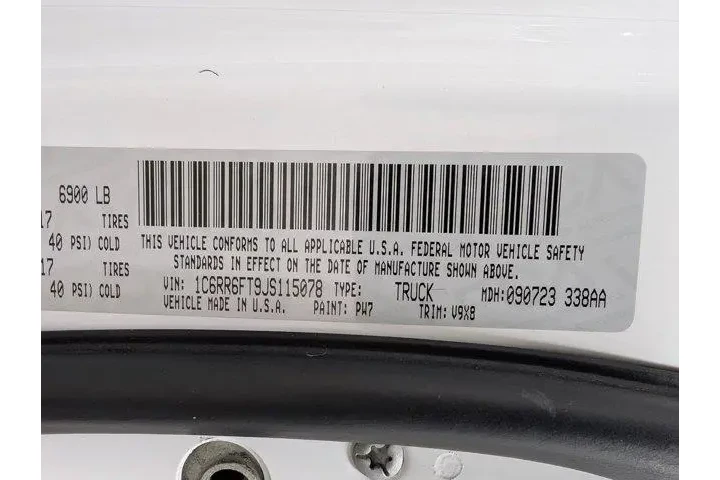 6900 LB
17 TIRES
40 PSI) COLD
17 TIRES
40 PSI) COLD
THIS VEHICLE CONFORMS TO ALL APPLICABLE U.S.A. FEDERAL MOTOR VEHICLE SAFETY
STANDARDS IN EFFECT ON THE DATE OF MANUFACTURE SHOWN ABOVE.
VIN: 1C6RR6FT9JS115078 TYPE: TRUCK MDH:090723 338AA
VEHICLE MADE IN U.S.A. PAINT: PW7 TRIM: V9X8